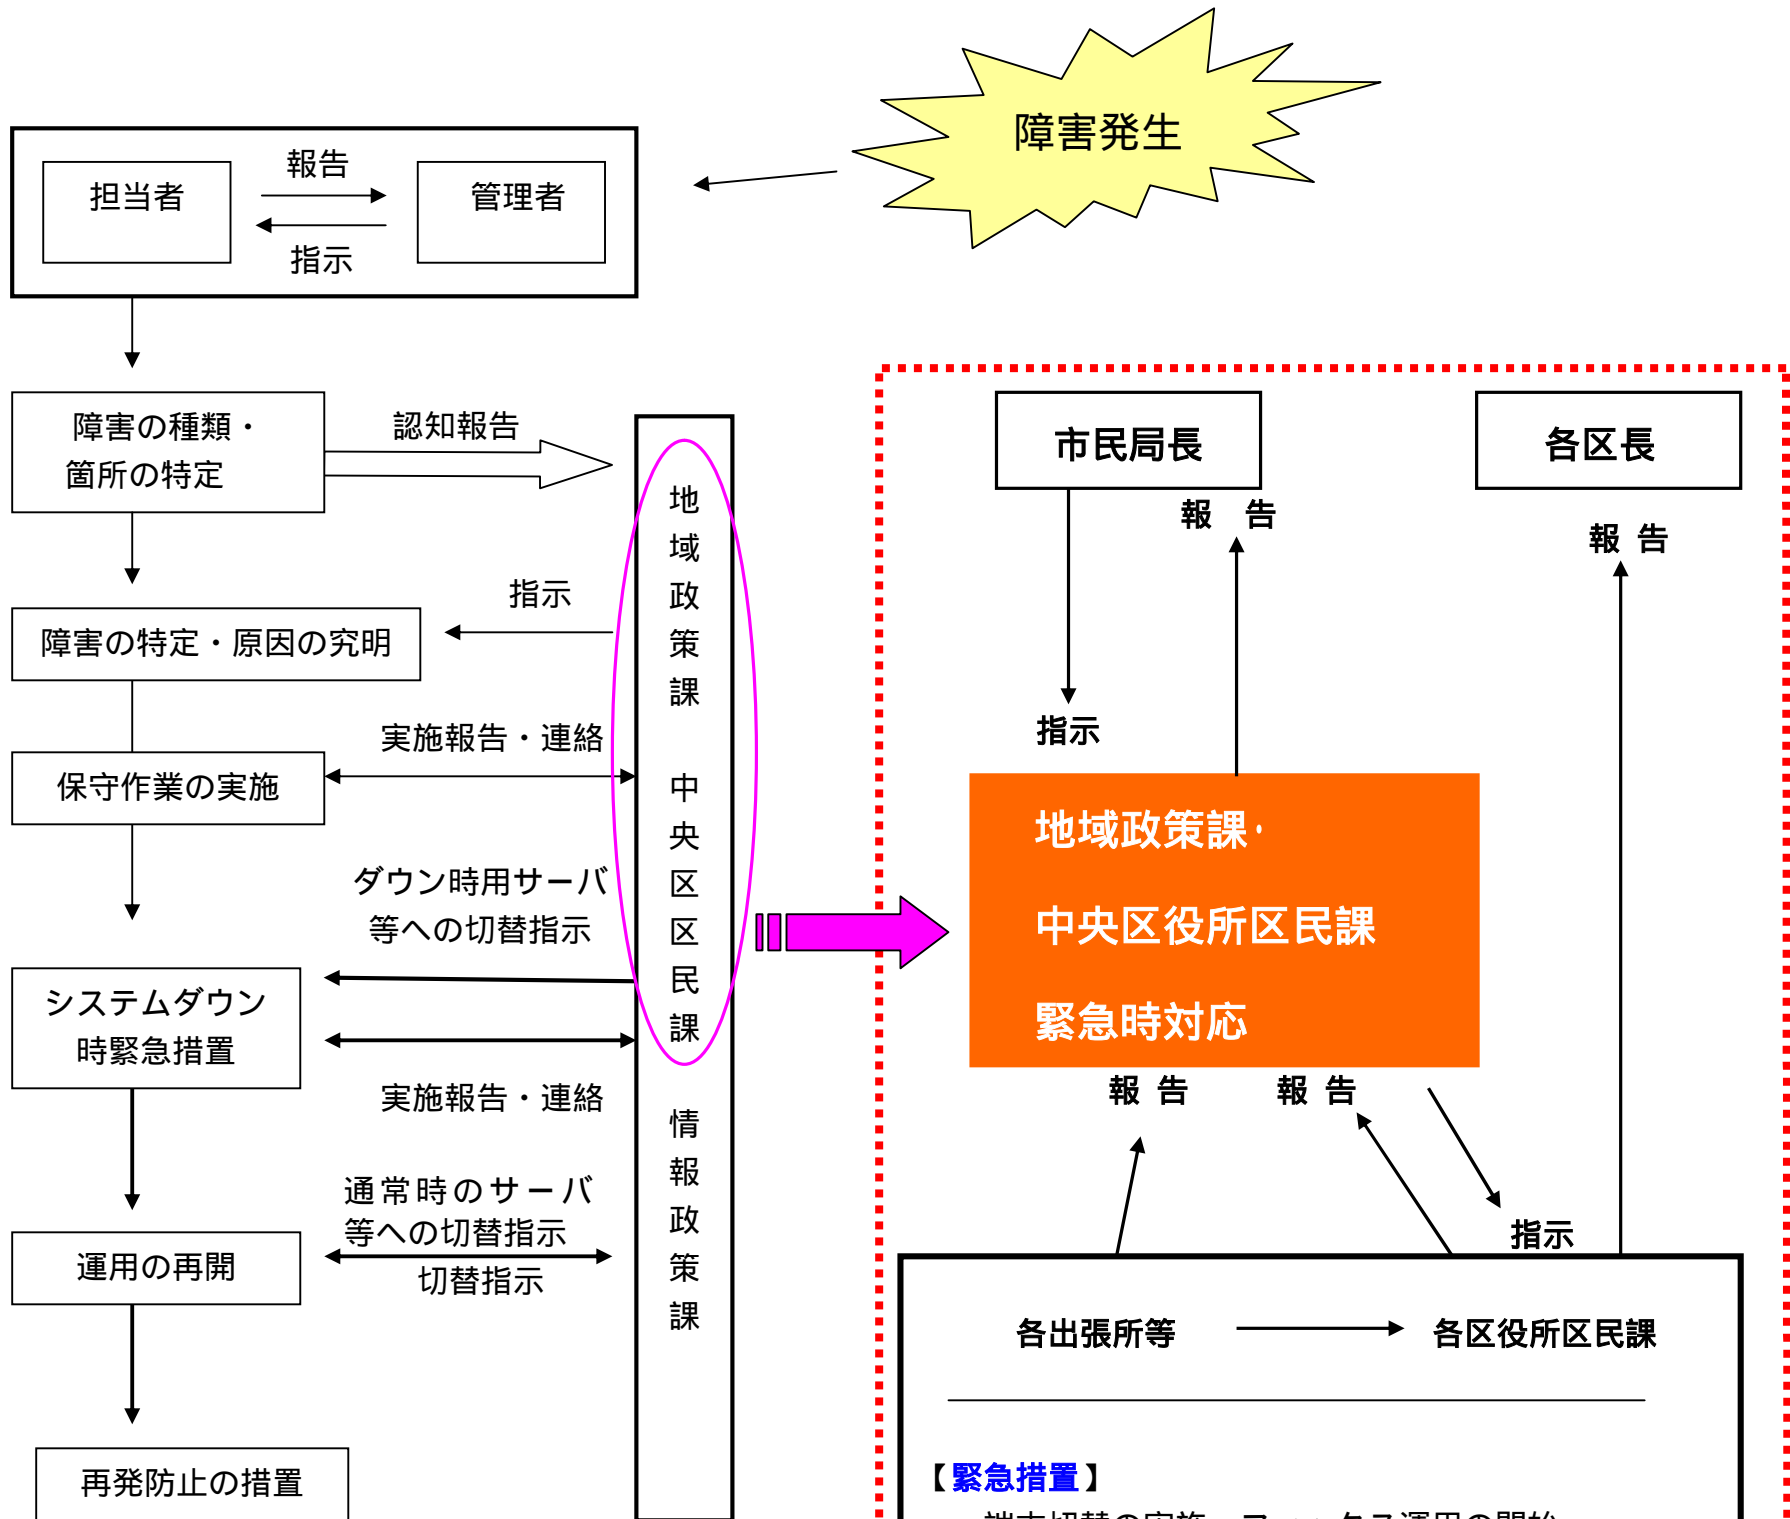 障害発生
報告
担当者
管理者
指示
障害の種類・
箇所の特定
認知報告
指示
障害の特定・原因の究明
実施報告・連絡
保守作業の実施
ダウン時用サーバ
等への切替指示
システムダウン
時緊急措置
実施報告・連絡
通常時のサーバ
等への切替指示
運用の再開
切替指示
再発防止の措置
地域政策課 中央区区民課 情報政策課
市民局長
各区長
報 告
報 告
指示
地域政策課・
中央区役所区民課
緊急時対応
報 告
報 告
指示
各出張所等
各区役所区民課
【緊急措置】